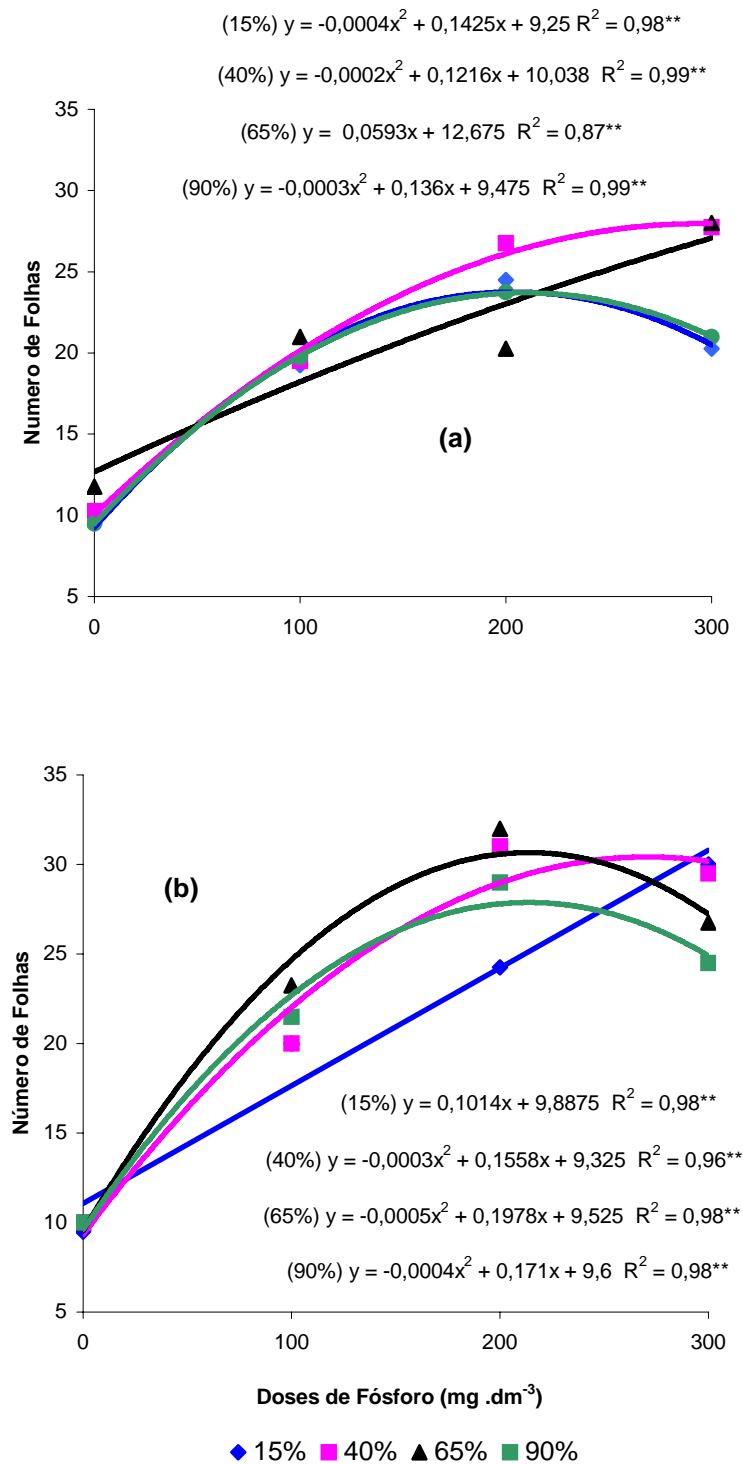 (15%) y = -0,0004x² + 0,1425x + 9,25 R² = 0,98**
(40%) y = -0,0002x² + 0,1216x + 10,038 R² = 0,99**
(65%) y = 0,0593x + 12,675 R² = 0,87**
(90%) y = -0,0003x² + 0,136x + 9,475 R² = 0,99**
35
30
25
20
15
10
5
Numero de Folhas
(a)
0 100 200 300
35
30
25
20
15
10
5
Número de Folhas
(b)
(15%) y = 0,1014x + 9,8875 R² = 0,98**
(40%) y = -0,0003x² + 0,1558x + 9,325 R² = 0,96**
(65%) y = -0,0005x² + 0,1978x + 9,525 R² = 0,98**
(90%) y = -0,0004x² + 0,171x + 9,6 R² = 0,98**
0 100 200 300
Doses de Fósforo (mg .dm⁻³)
15% 40% 65% 90%